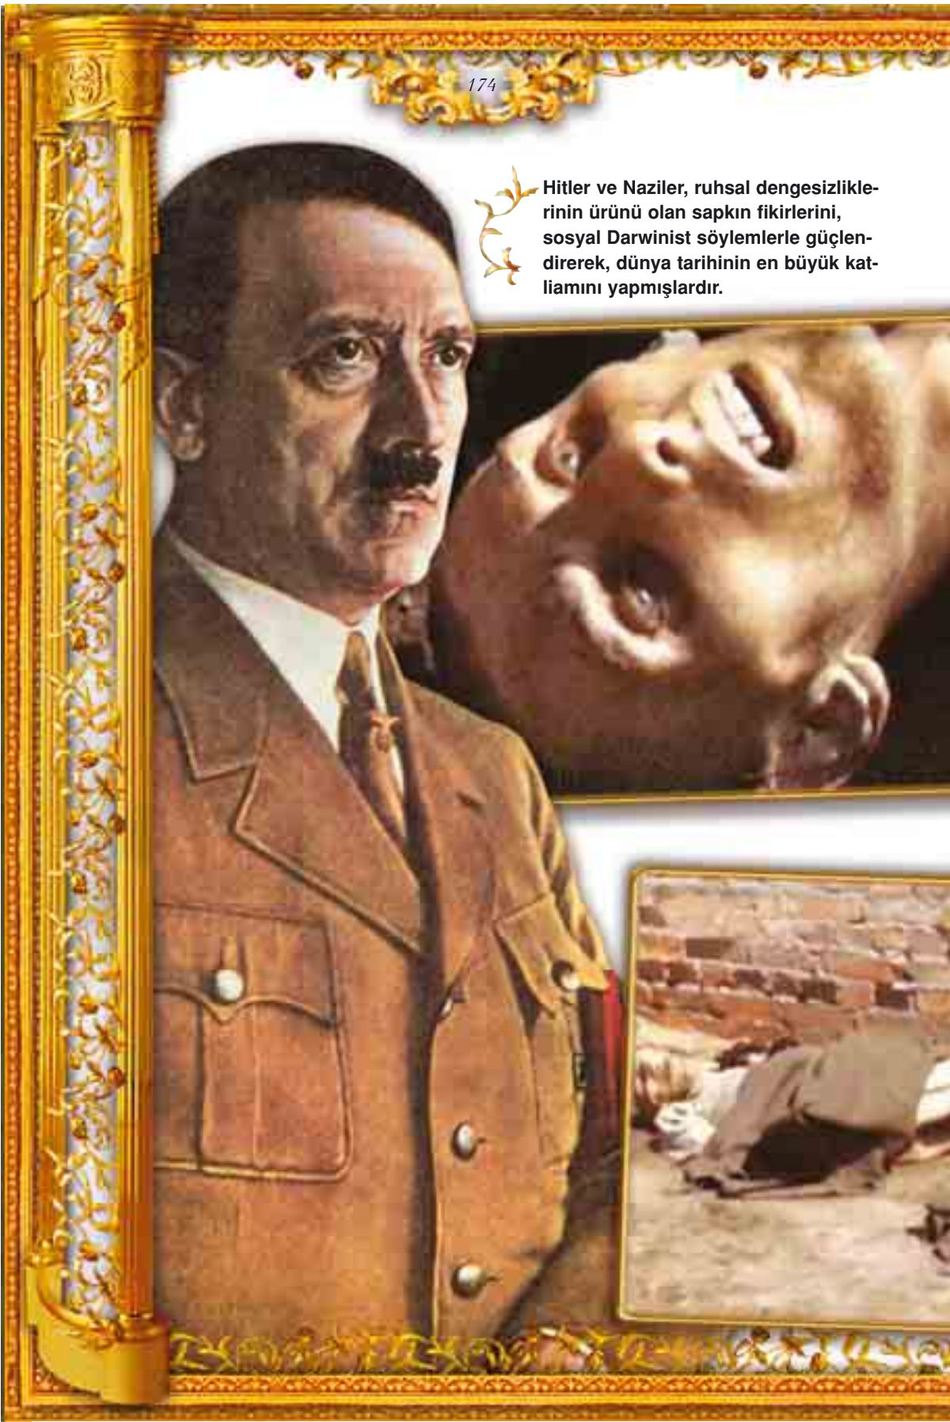 174
Hitler ve Naziler, ruhsal dengesizlikle-
rinin ürünü olan sapkın fikirlerini,
sosyal Darwinist söylemlerle güçlen-
direrek, dünya tarihinin en büyük kat-
liamını yapmışlardır.